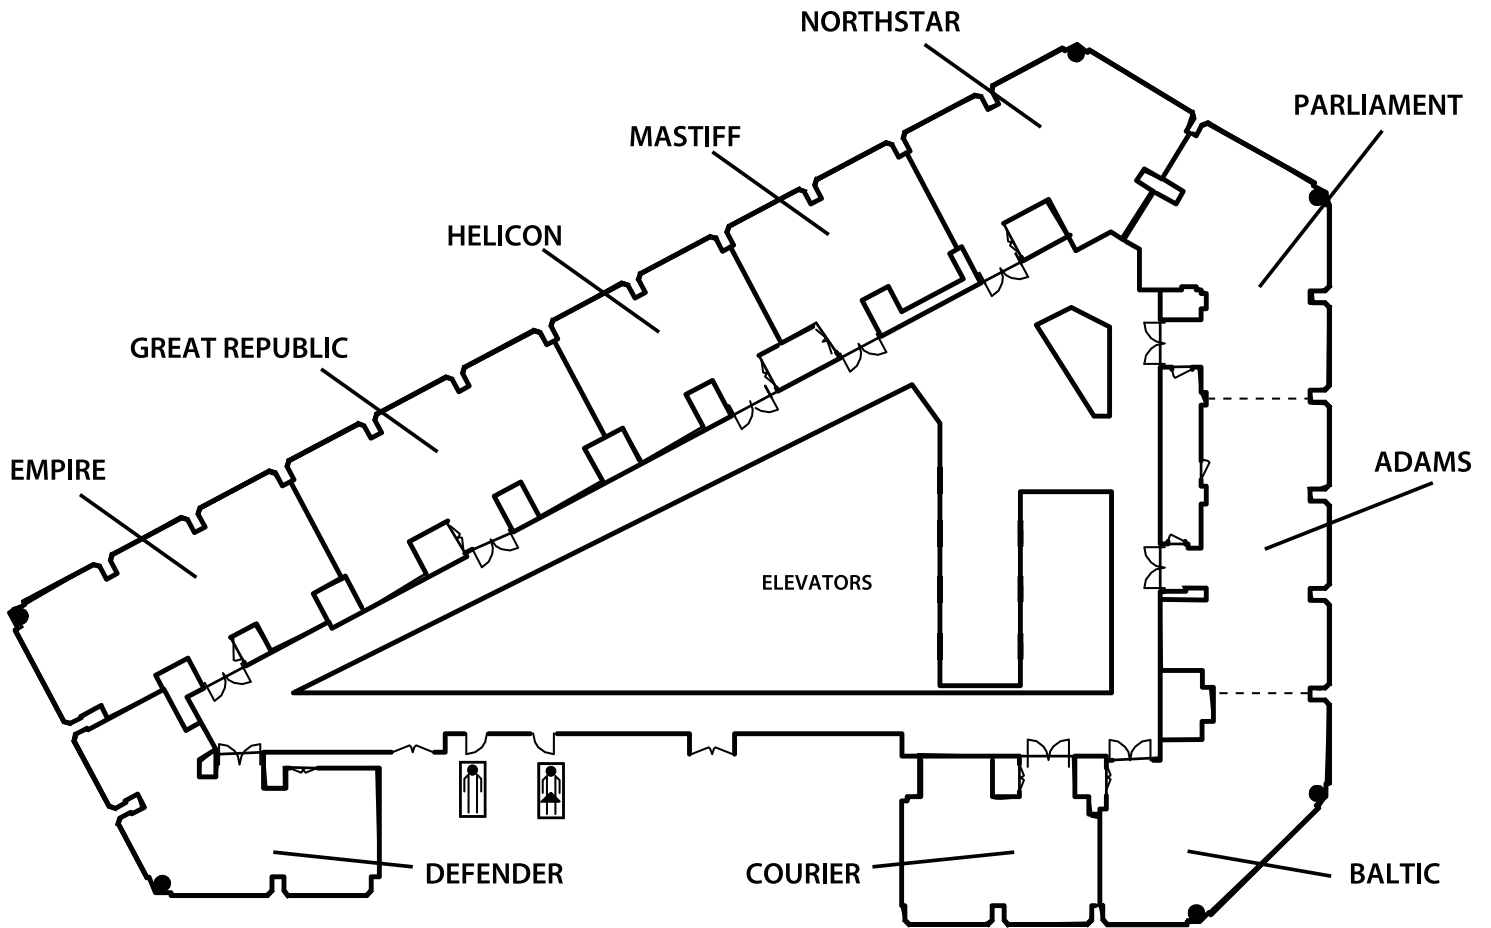 NORTHSTAR
PARLIAMENT
MASTIFF
HELICON
GREAT REPUBLIC
EMPIRE
ADAMS
ELEVATORS
DEFENDER
COURIER
BALTIC